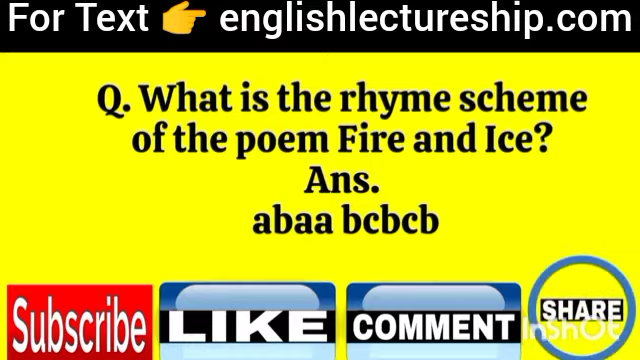 For Text 👉 englishlectureship.com
Q. What is the rhyme scheme
of the poem Fire and Ice?
Ans.
abaa bcbcb
Subscribe
LIKE
COMMENT
SHARE
InShOt